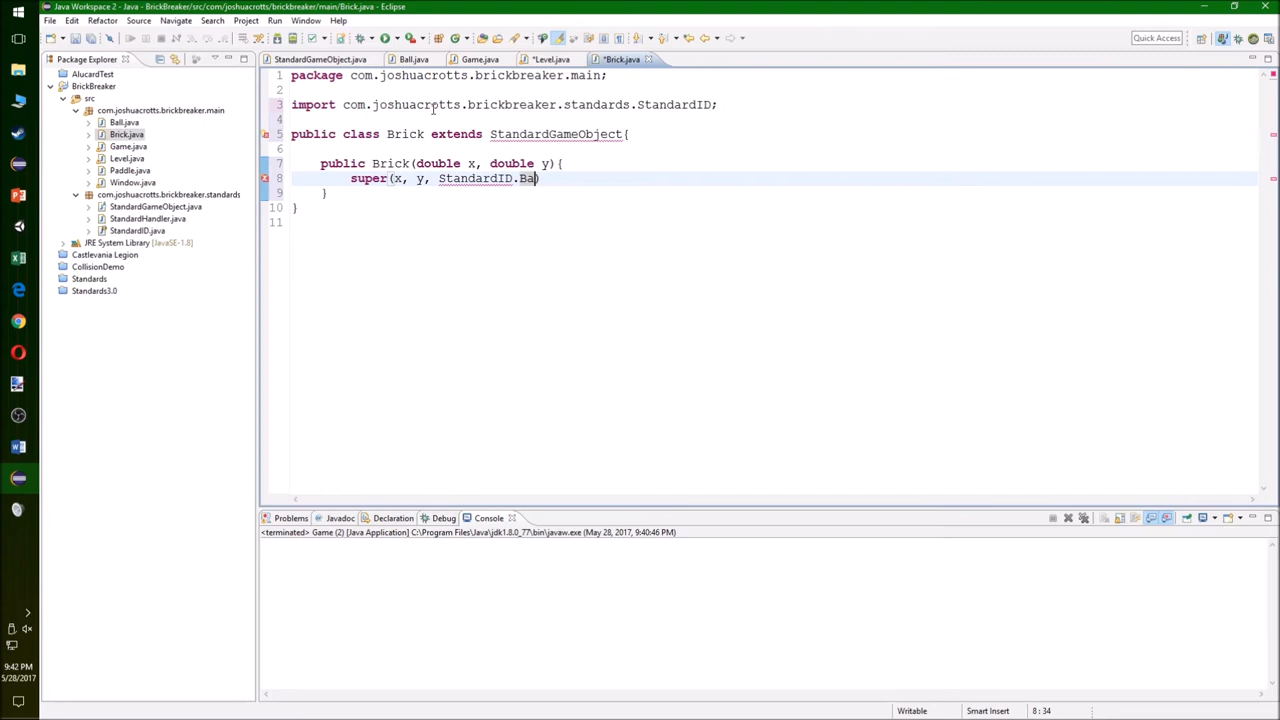 Java Workspace 2 - BrickBreaker/src/com/joshuacrotts/brickbreaker/main/Brick.java - Eclipse
File Edit Refactor Source Navigate Search Project Run Window Help
Quick Access
Package Explorer
StandardGameObject.java Ball.java Game.java *Level.java *Brick.java
AlucardTest
BrickBreaker
src
com.joshuacrotts.brickbreaker.main
Ball.java
Brick.java
Game.java
Level.java
Paddle.java
Window.java
com.joshuacrotts.brickbreaker.standards
StandardGameObject.java
StandardHandler.java
StandardID.java
JRE System Library [JavaSE-1.8]
Castlevania Legion
CollisionDemo
Standards
Standards3.0
1 package com.joshuacrotts.brickbreaker.main;
2
3 import com.joshuacrotts.brickbreaker.standards.StandardID;
4
5 public class Brick extends StandardGameObject{
6
7 public Brick(double x, double y){
8 super(x, y, StandardID.Ba)
9 }
10 }
11
Problems Javadoc Declaration Debug Console
<terminated> Game (2) [Java Application] C:\Program Files\Java\jdk1.8.0_77\bin\javaw.exe (May 28, 2017, 9:40:46 PM)
9:42 PM
5/28/2017
Writable Smart Insert 8 : 34